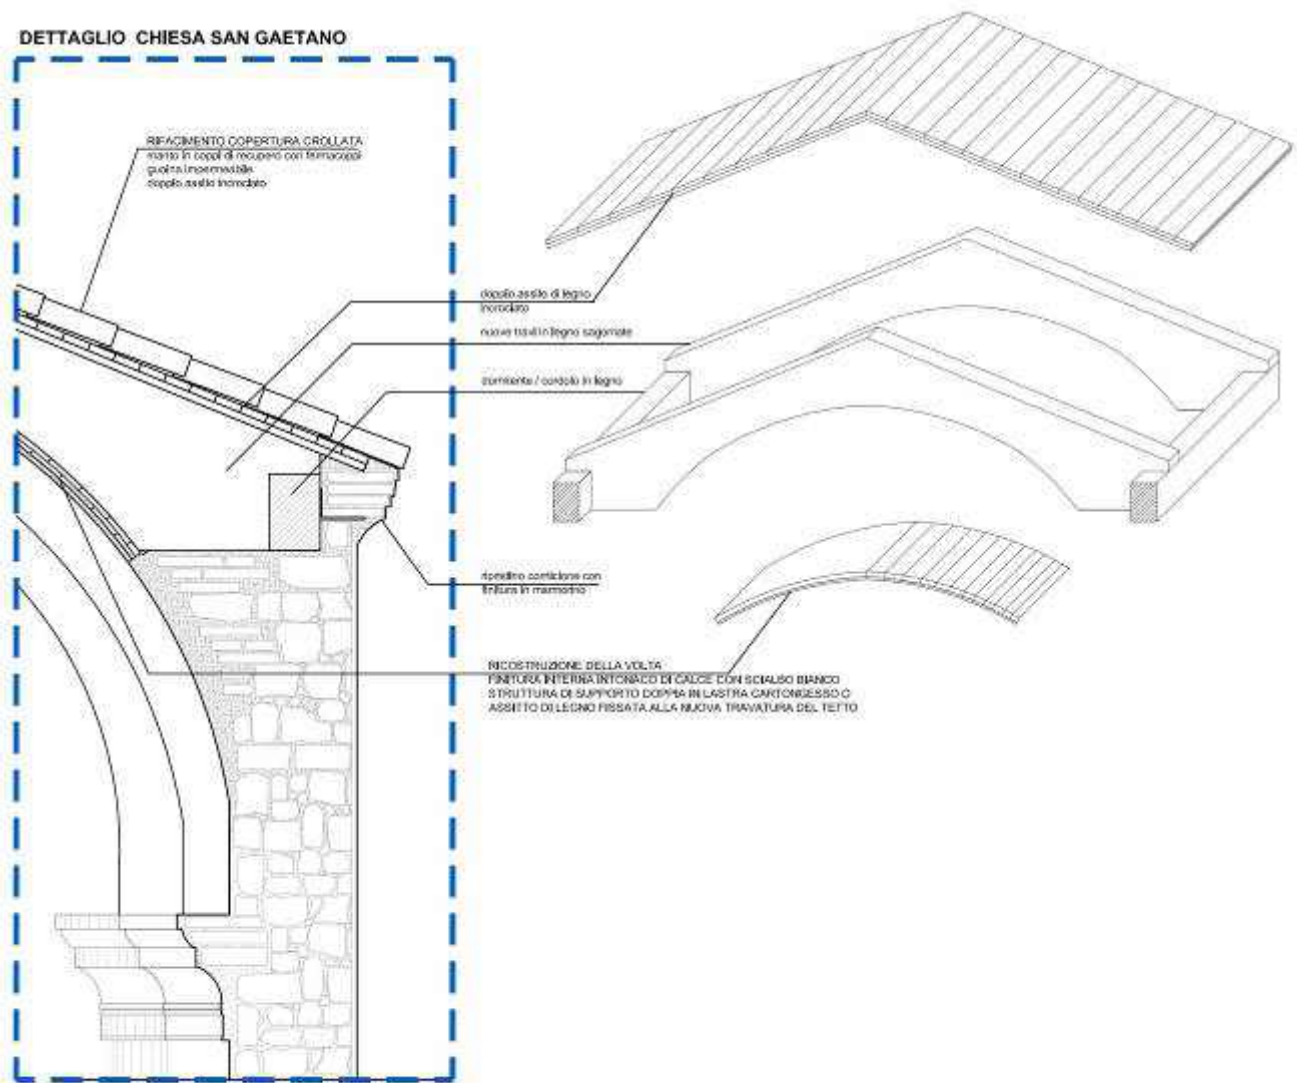 DETTAGLIO CHIESA SAN GAETANO
RIFACIMENTO COPERTURA CROLLATA
manto in coppi di recupero con fermacoppi
guaina impermeabile
doppio assito incrociato
doppio assito di legno
incrociato
nuove travi in legno sagomate
dormiente / cordolo in legno
ripristino cornicione con
finitura in marmorino
RICOSTRUZIONE DELLA VOLTA
FINITURA INTERNA INTONACO DI CALCE CON SCIALBO BIANCO
STRUTTURA DI SUPPORTO DOPPIA IN LASTRA CARTONGESSO O
ASSITTO DI LEGNO FISSATA ALLA NUOVA TRAVATURA DEL TETTO